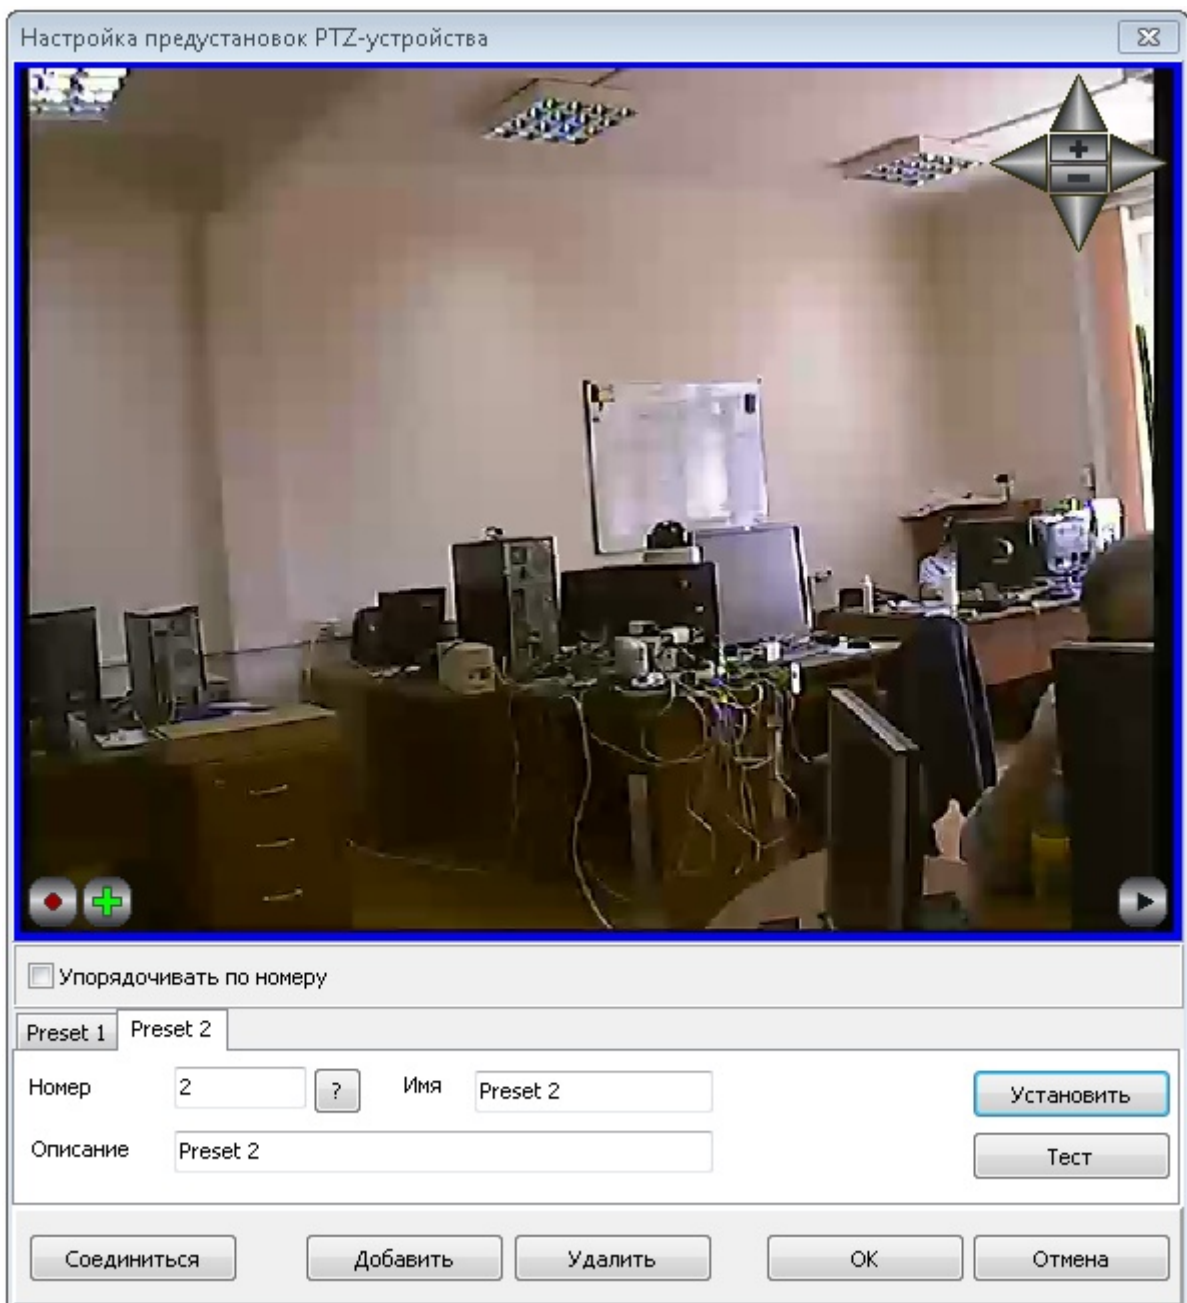 Настройка предустановок PTZ-устройства
Упорядочивать по номеру
Preset 1 Preset 2
Номер 2 ? Имя Preset 2 Установить
Описание Preset 2 Тест
Соединиться Добавить Удалить OK Отмена